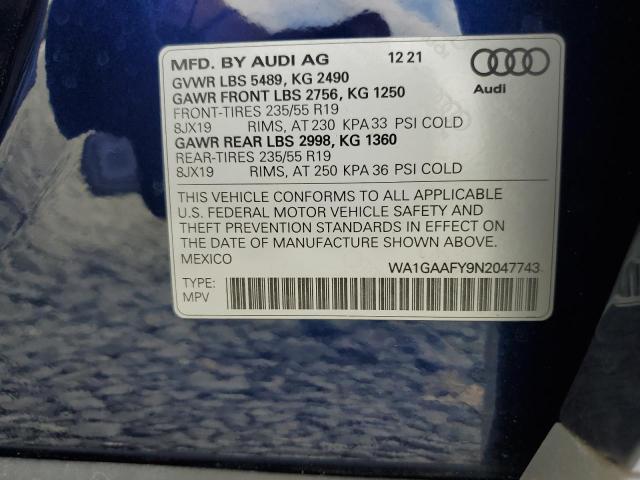 MFD. BY AUDI AG 12 21
GVWR LBS 5489, KG 2490
GAWR FRONT LBS 2756, KG 1250
FRONT-TIRES 235/55 R19
8JX19 RIMS, AT 230 KPA 33 PSI COLD
GAWR REAR LBS 2998, KG 1360
REAR-TIRES 235/55 R19
8JX19 RIMS, AT 250 KPA 36 PSI COLD
Audi
THIS VEHICLE CONFORMS TO ALL APPLICABLE
U.S. FEDERAL MOTOR VEHICLE SAFETY AND
THEFT PREVENTION STANDARDS IN EFFECT ON
THE DATE OF MANUFACTURE SHOWN ABOVE.
MEXICO WA1GAAFY9N2047743
TYPE:
MPV